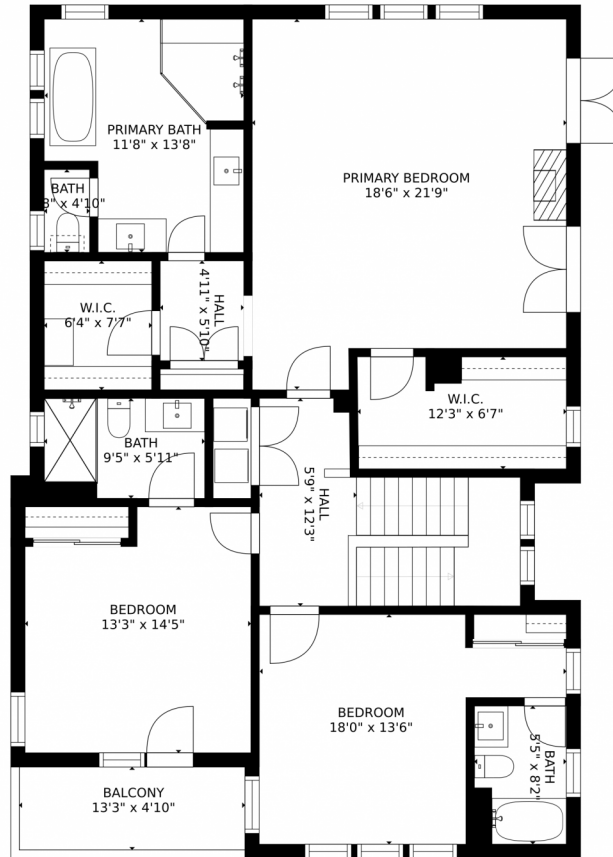 PRIMARY BATH
11'8" x 13'8"
PRIMARY BEDROOM
18'6" x 21'9"
BATH
x 4'10"
HALL
4'11" x 5'10"
W.I.C.
6'4" x 7'7"
W.I.C.
12'3" x 6'7"
BATH
9'5" x 5'11"
HALL
5'9" x 12'3"
BEDROOM
13'3" x 14'5"
BEDROOM
18'0" x 13'6"
BATH
5'5" x 8'2"
BALCONY
13'3" x 4'10"